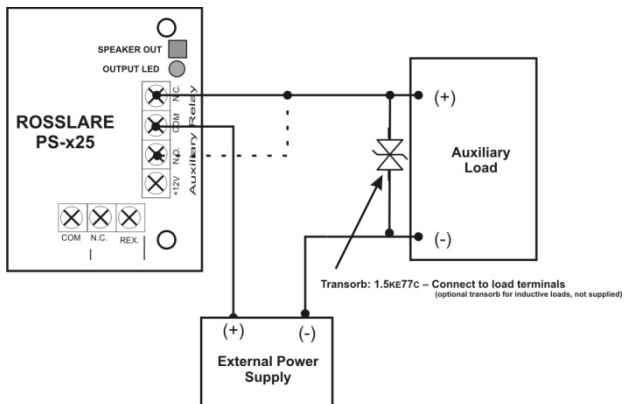 SPEAKER OUT
OUTPUT LED
ROSSLARE
PS-x25
N.C.
COM
N.O.
+12V
Auxiliary Relay
COM N.C. REX.
(+)
Auxiliary
Load
(-)
Transorb: 1.5KE77C – Connect to load terminals
(optional transorb for inductive loads, not supplied)
(+) (-)
External Power
Supply